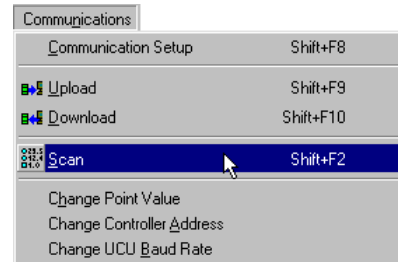 Communications
Communication Setup Shift+F8
Upload Shift+F9
Download Shift+F10
Scan Shift+F2
Change Point Value
Change Controller Address
Change UCU Baud Rate